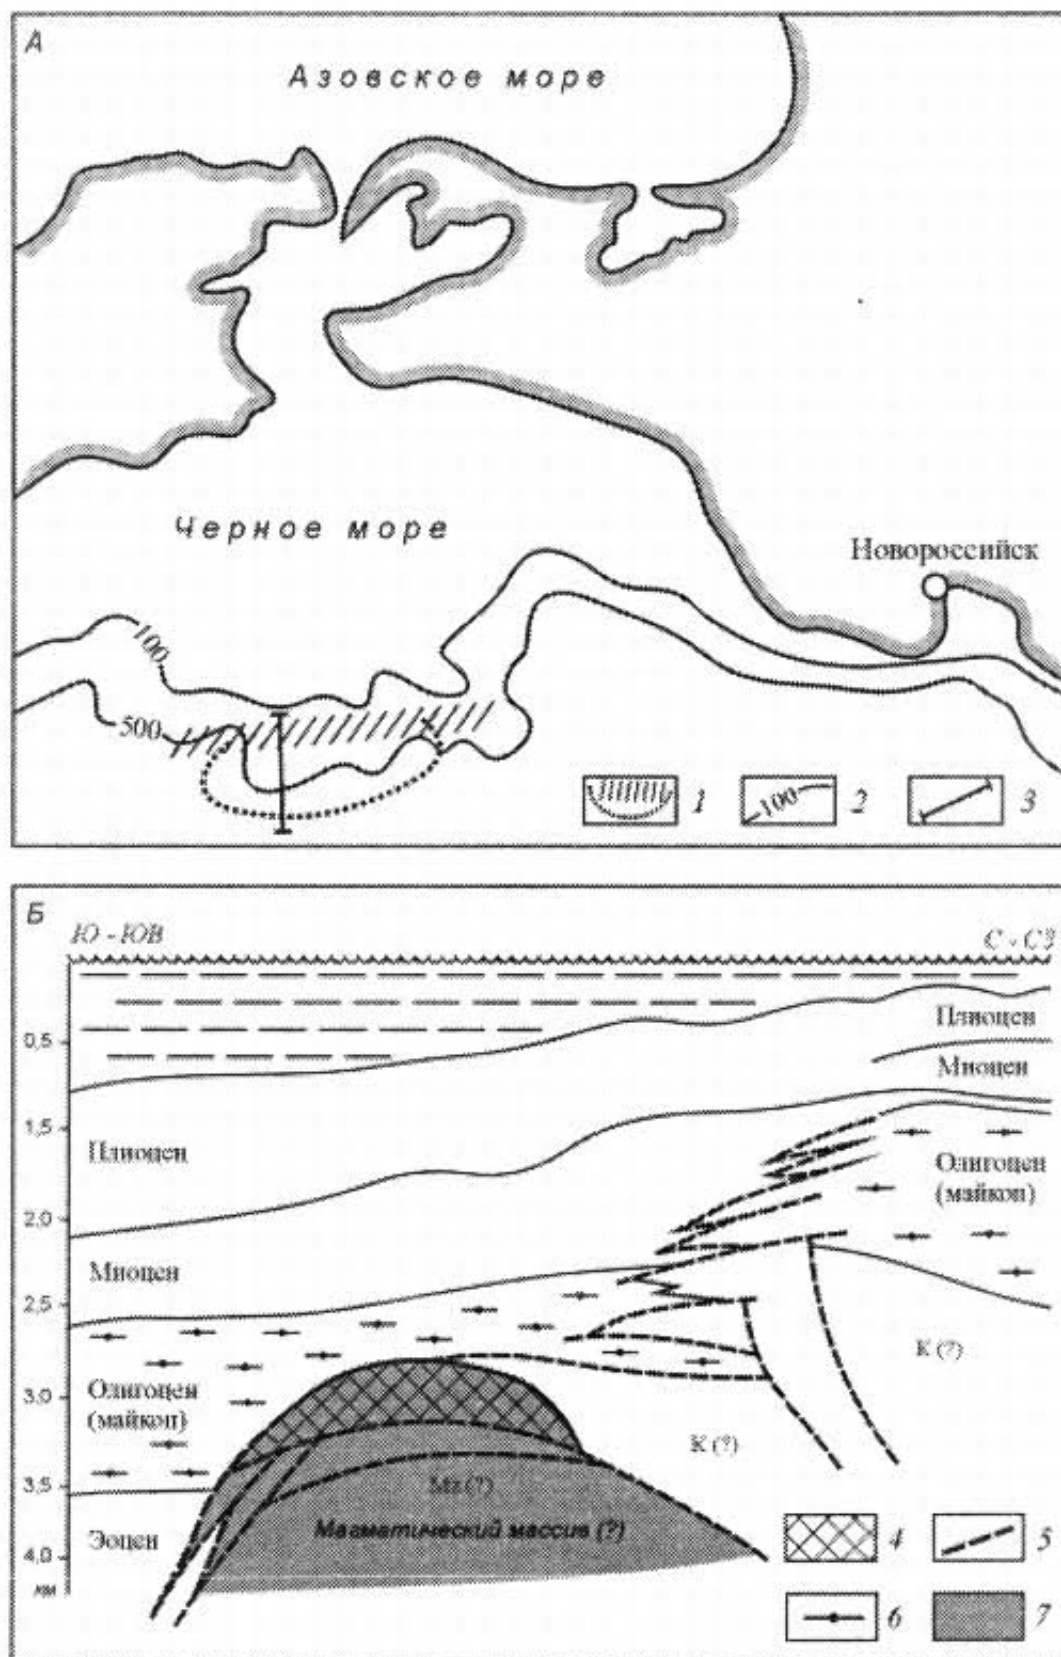 А
Азовское море
Черное море
Новороссийск
100
500
1
100
2
3
Б
Ю - ЮВ
С - СЗ
0,5
Плиоцен
Миоцен
1,5
Плиоцен
Олигоцен
(майкоп)
2.0
Миоцен
2,5
К (?)
3,0
Олигоцен
(майкоп)
К (?)
3,5
Mz (?)
Магматический массив (?)
Эоцен
4,0
км
4
5
6
7